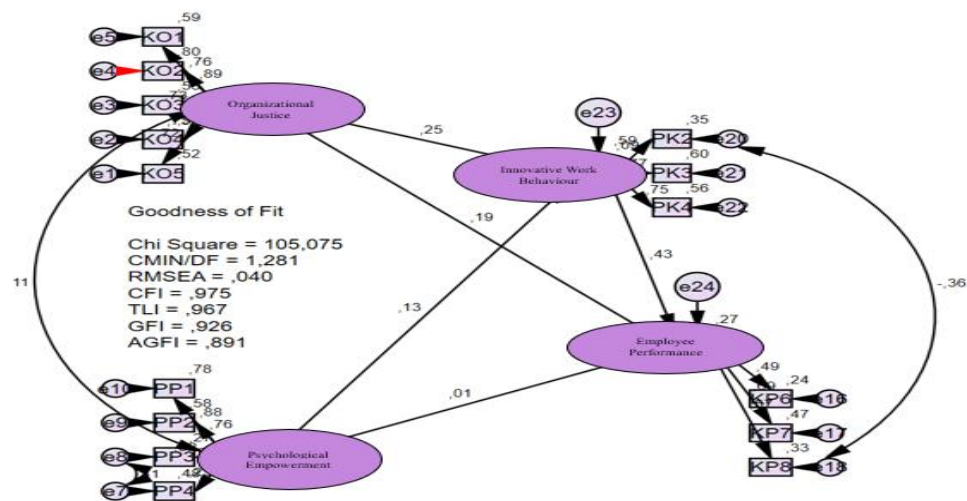 ,59
e5 KO1
,80
,76
e4 KO2 ,89
e3 KO3
e2 KO4
,52
e1 KO5
Organizational
Justice
,25
e23
,35
,59 PK2 e20
,60
PK3 e21
,75 ,56
PK4 e22
Innovative Work
Behaviour
Goodness of Fit
Chi Square = 105,075
CMIN/DF = 1,281
RMSEA = ,040
CFI = ,975
TLI = ,967
GFI = ,926
AGFI = ,891
,19
,43
-,36
11
,13
e24
,27
Employee
Performance
,01
,49 ,24
KP6 e16
,47
KP7 e17
,33
KP8 e18
,78
e10 PP1
,58
,88
e9 PP2 ,76
e8 PP3
e7 PP4
Psychological
Empowerment